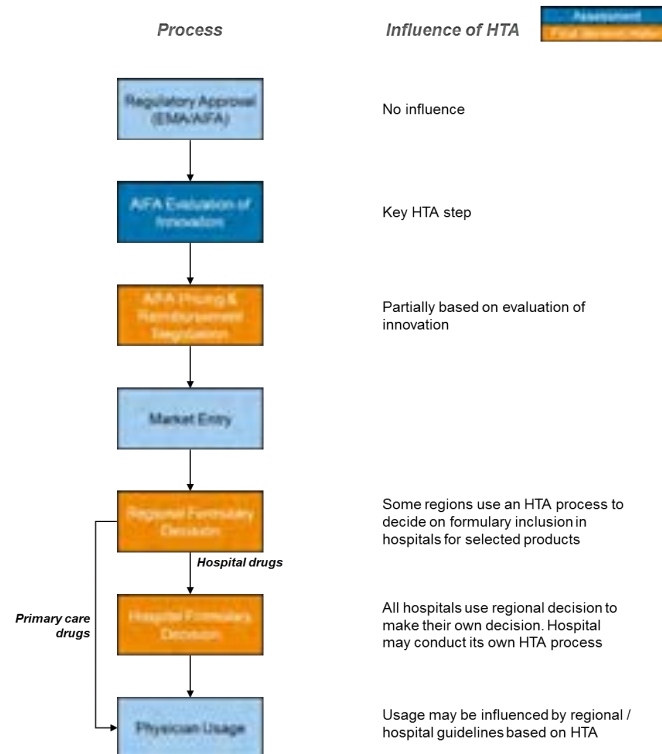 Process
Influence of HTA
Assessment
Regulatory Approval
(EMA/AIFA)
No influence
AIFA Evaluation of
Innovation
Key HTA step
AIFA Pricing &
Reimbursement
Negotiation
Partially based on evaluation of
innovation
Market Entry
Regional Formulary
Decision
Some regions use an HTA process to
decide on formulary inclusion in
hospitals for selected products
Hospital drugs
Primary care
drugs
Hospital Formulary
Decision
All hospitals use regional decision to
make their own decision. Hospital
may conduct its own HTA process
Physician Usage
Usage may be influenced by regional /
hospital guidelines based on HTA